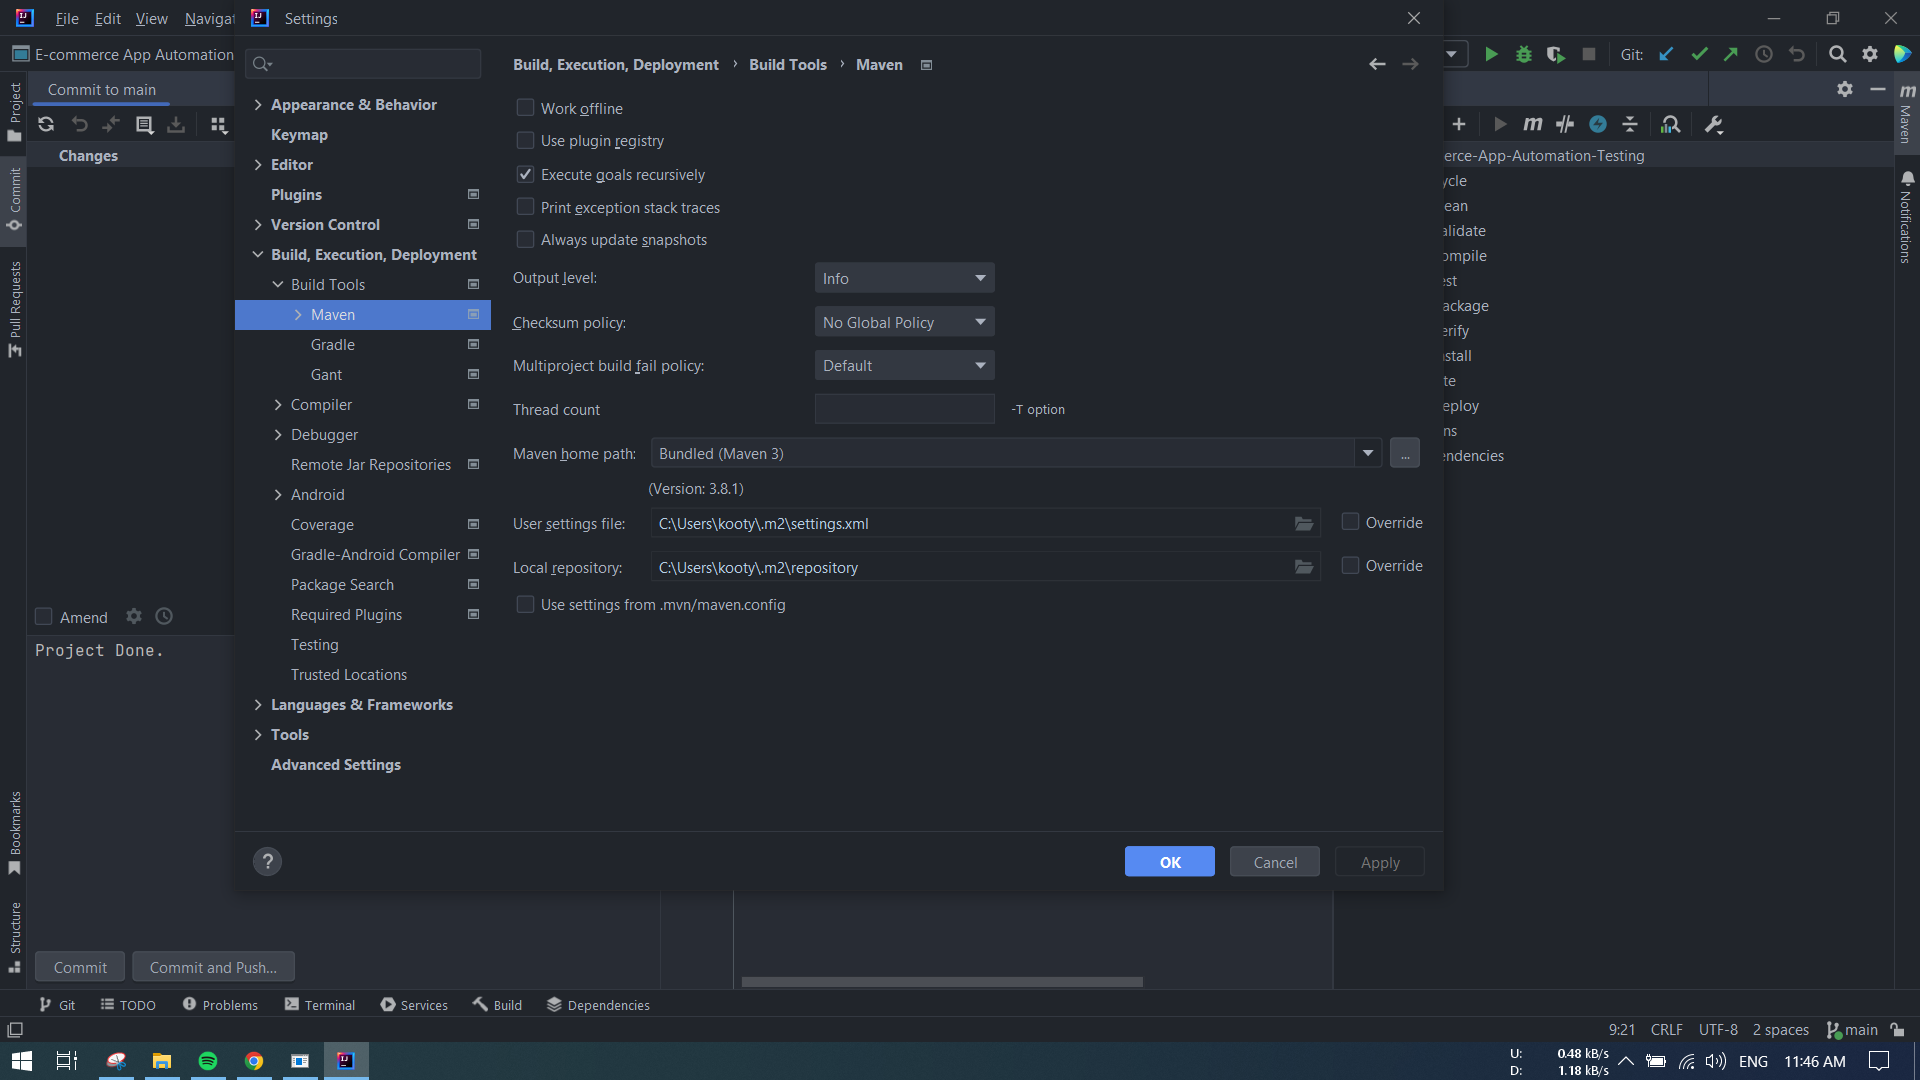 File Edit View Navigat
Settings
E-commerce App Automation
Git:
Commit to main
Changes
Appearance & Behavior
Keymap
Editor
Plugins
Version Control
Build, Execution, Deployment
Build Tools
Maven
Gradle
Gant
Compiler
Debugger
Remote Jar Repositories
Android
Coverage
Gradle-Android Compiler
Package Search
Required Plugins
Testing
Trusted Locations
Languages & Frameworks
Tools
Advanced Settings
Build, Execution, Deployment › Build Tools › Maven
Work offline
Use plugin registry
Execute goals recursively
Print exception stack traces
Always update snapshots
Output level: Info
Checksum policy: No Global Policy
Multiproject build fail policy: Default
Thread count -T option
Maven home path: Bundled (Maven 3) ...
(Version: 3.8.1)
User settings file: C:\Users\kooty\.m2\settings.xml Override
Local repository: C:\Users\kooty\.m2\repository Override
Use settings from .mvn/maven.config
? OK Cancel Apply
erce-App-Automation-Testing
ycle
ean
alidate
ompile
est
ackage
erify
nstall
te
eploy
ns
endencies
Project
Commit
Pull Requests
Bookmarks
Structure
m
Maven
Notifications
Amend
Project Done.
Commit Commit and Push...
Git TODO Problems Terminal Services Build Dependencies
9:21 CRLF UTF-8 2 spaces main
U: 0.48 kB/s
D: 1.18 kB/s
ENG 11:46 AM